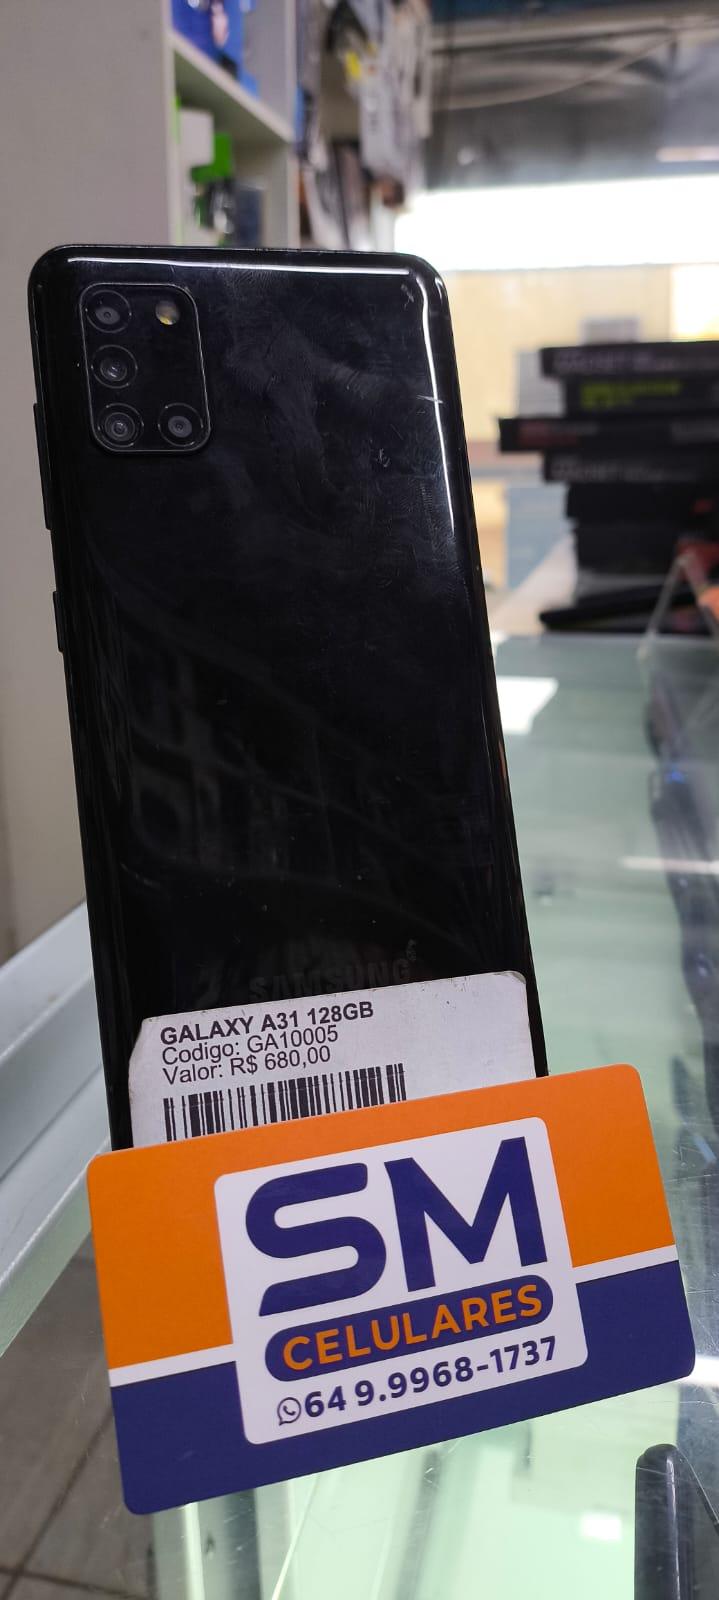 SAMSUNG
GALAXY A31 128GB
Codigo: GA10005
Valor: R$ 680,00
SM
CELULARES
64 9.9968-1737